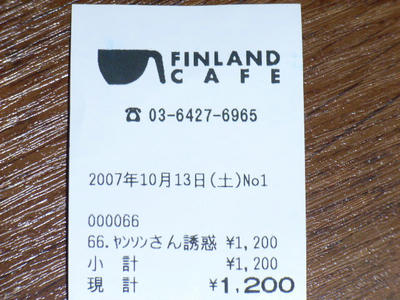 FINLAND
CAFE
☎ 03-6427-6965
2007年10月13日(土)No1
000066
66.ﾔﾝｿﾝさん誘惑 ¥1,200
小 計 ¥1,200
現 計 ¥1,200